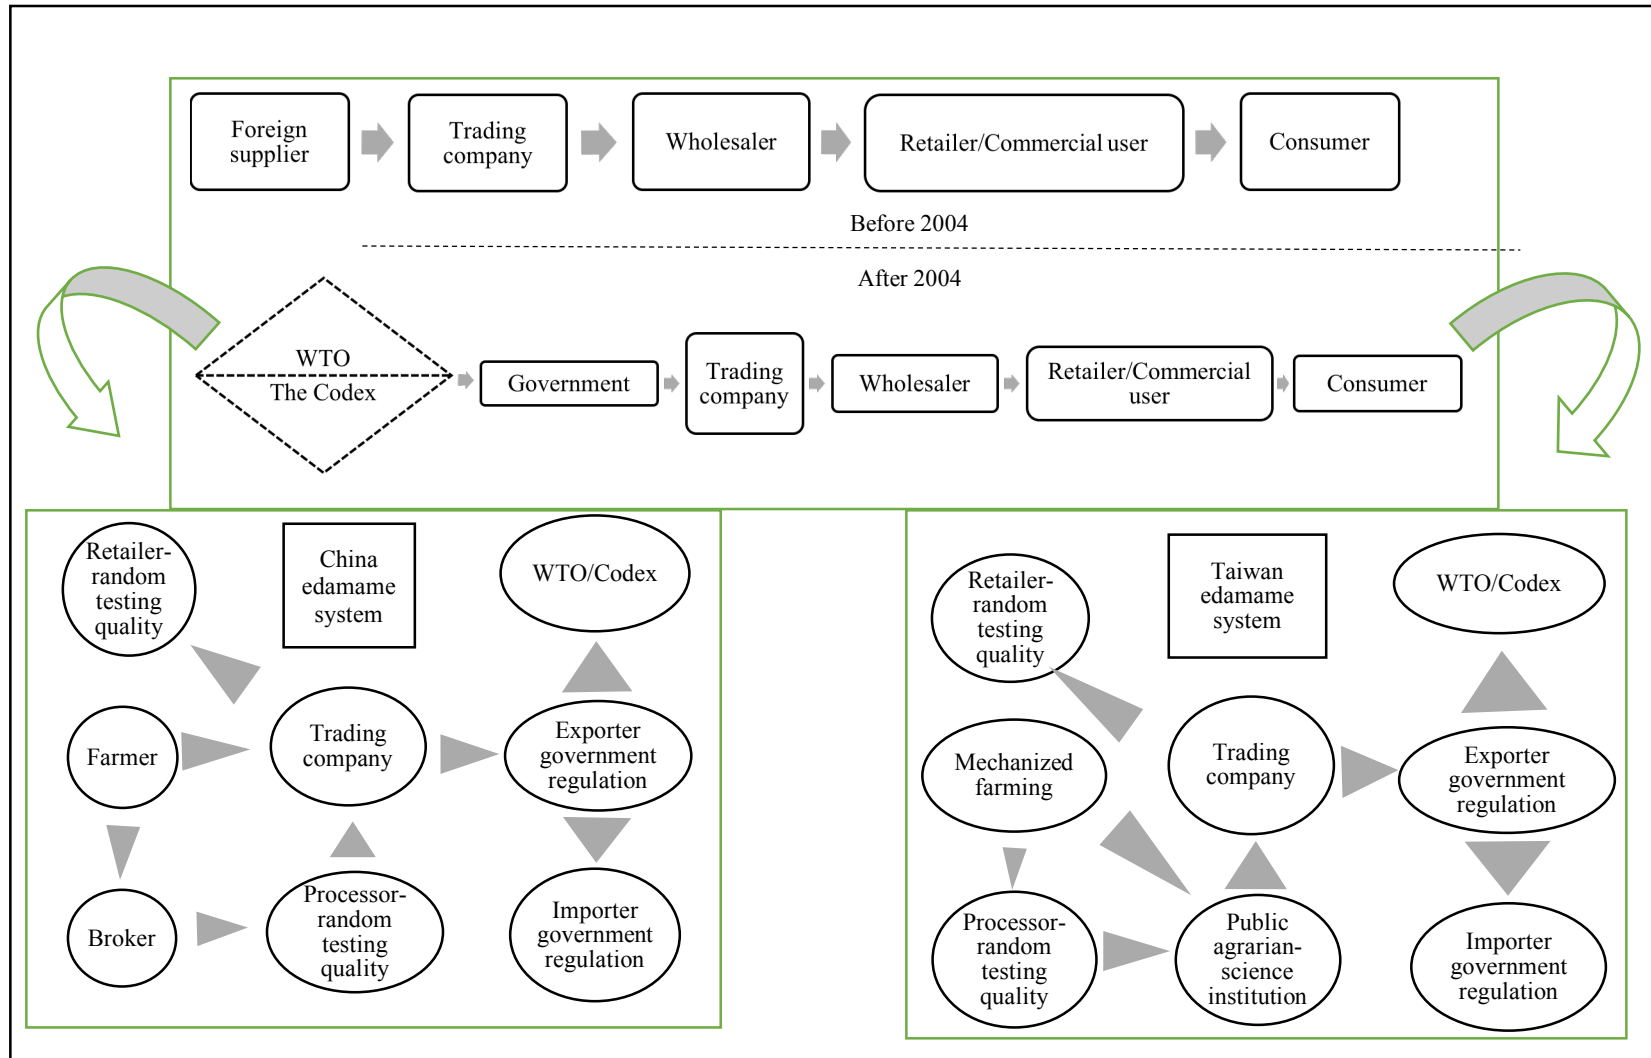 Foreign
supplier
Trading
company
Wholesaler
Retailer/Commercial user
Consumer
Before 2004
After 2004
WTO
The Codex
Government
Trading
company
Wholesaler
Retailer/Commercial
user
Consumer
Retailer-
random
testing
quality
China
edamame
system
WTO/Codex
Farmer
Trading
company
Exporter
government
regulation
Broker
Processor-
random
testing
quality
Importer
government
regulation
Retailer-
random
testing
quality
Taiwan
edamame
system
WTO/Codex
Mechanized
farming
Trading
company
Exporter
government
regulation
Processor-
random
testing
quality
Public
agrarian-
science
institution
Importer
government
regulation